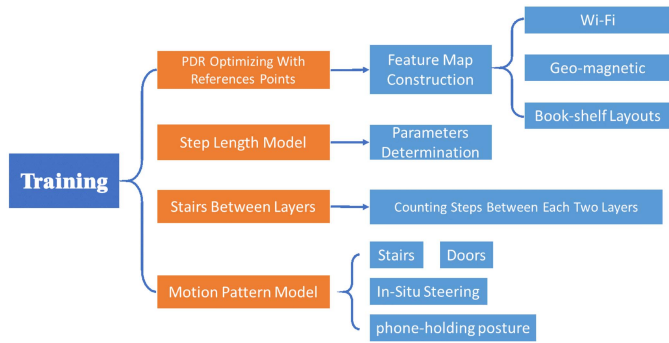 Training
PDR Optimizing With
References Points
Feature Map
Construction
Wi-Fi
Geo-magnetic
Book-shelf Layouts
Step Length Model
Parameters
Determination
Stairs Between Layers
Counting Steps Between Each Two Layers
Motion Pattern Model
Stairs
Doors
In-Situ Steering
phone-holding posture